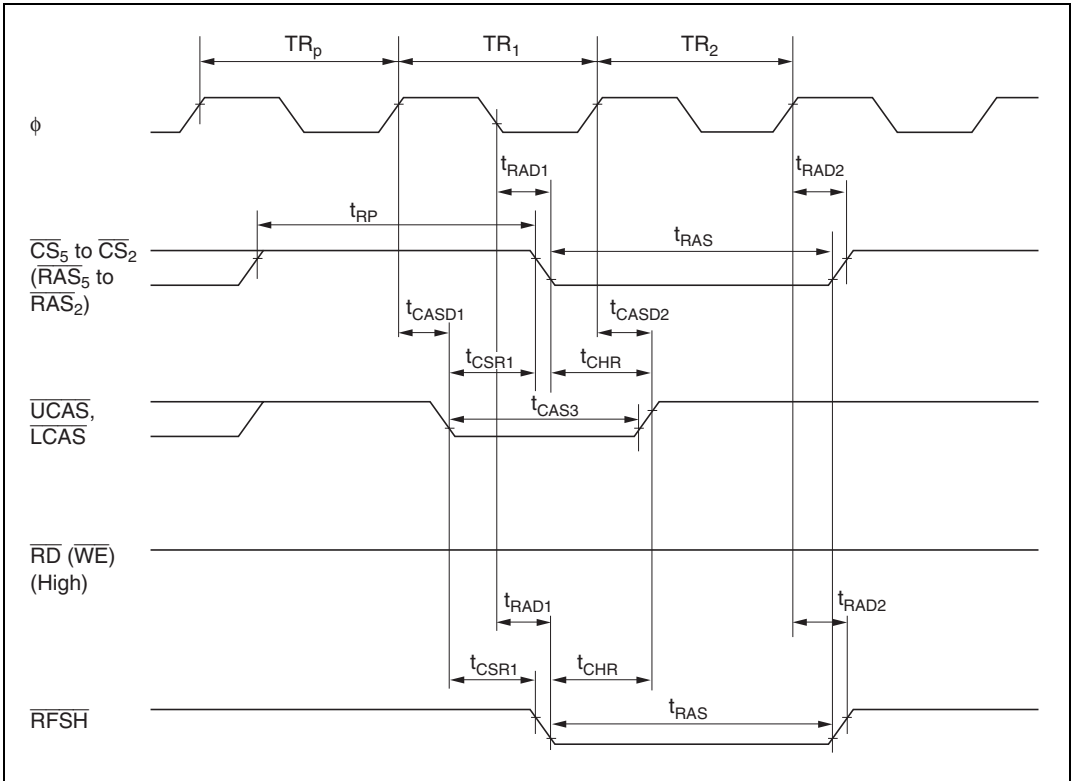 TRp TR1 TR2
φ
tRAD1 tRAD2
tRP
CS5 to CS2
(RAS5 to
RAS2)
tRAS
tCASD1 tCASD2
tCSR1 tCHR
UCAS,
LCAS
tCAS3
RD (WE)
(High)
tRAD1 tRAD2
tCSR1 tCHR
RFSH
tRAS